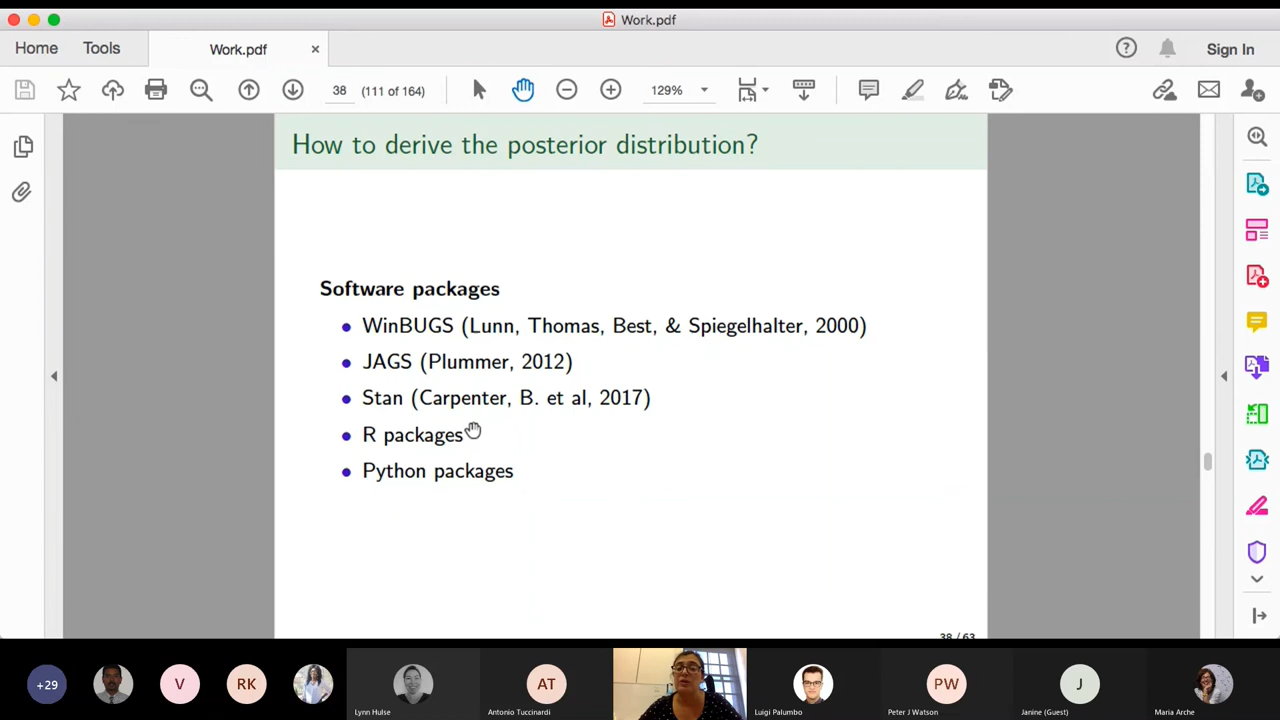 Work.pdf
Home Tools Work.pdf × Sign In
38 (111 of 164) 129%
How to derive the posterior distribution?
Software packages
• WinBUGS (Lunn, Thomas, Best, & Spiegelhalter, 2000)
• JAGS (Plummer, 2012)
• Stan (Carpenter, B. et al, 2017)
• R packages
• Python packages
38 / 63
+29 V RK AT PW J
Lynn Hulse Antonio Tuccinardi Luigi Palumbo Peter J Watson Janine (Guest) Maria Arche